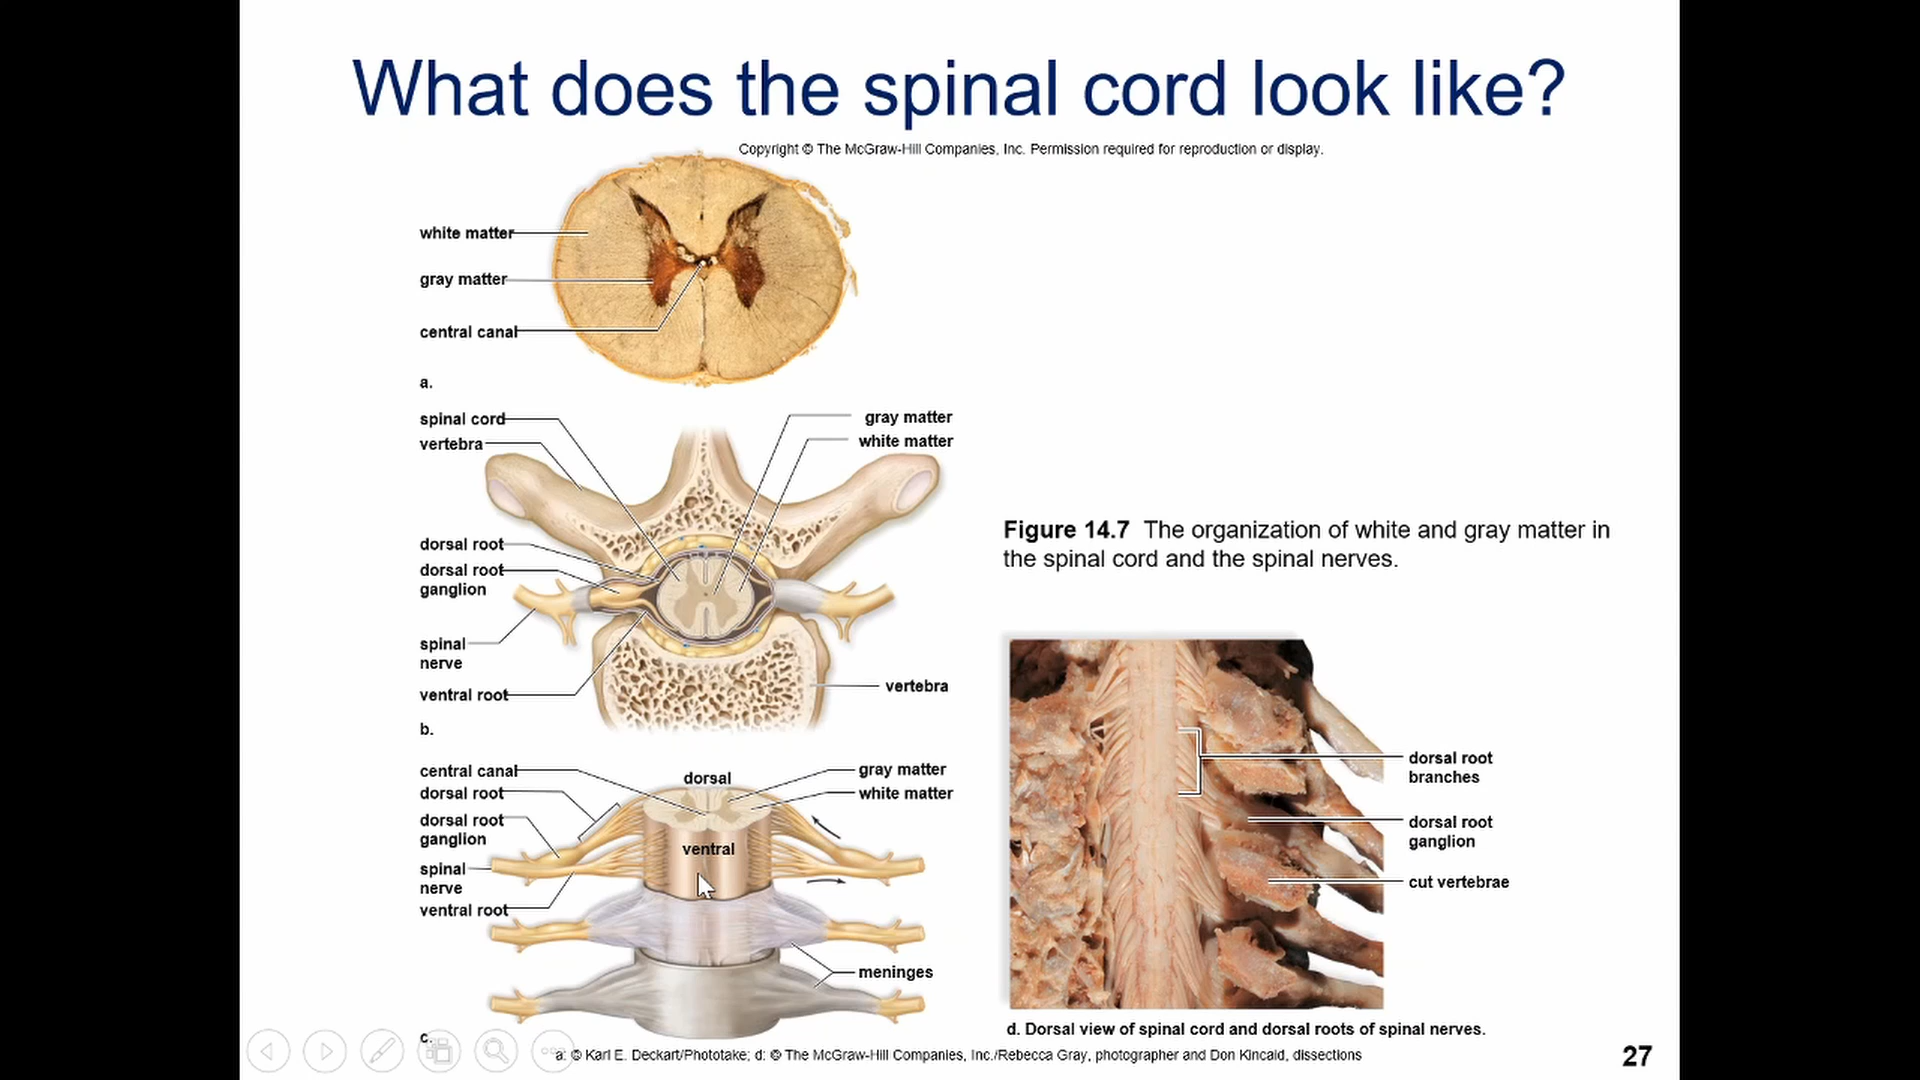 What does the spinal cord look like?
Copyright © The McGraw-Hill Companies, Inc. Permission required for reproduction or display.
white matter
gray matter
central canal
a.
spinal cord
vertebra
gray matter
white matter
dorsal root
dorsal root
ganglion
spinal
nerve
ventral root
vertebra
b.
central canal
dorsal root
dorsal root
ganglion
spinal
nerve
ventral root
dorsal
ventral
gray matter
white matter
meninges
c.
Figure 14.7 The organization of white and gray matter in
the spinal cord and the spinal nerves.
dorsal root
branches
dorsal root
ganglion
cut vertebrae
d. Dorsal view of spinal cord and dorsal roots of spinal nerves.
a: © Karl E. Deckart/Phototake; d: © The McGraw-Hill Companies, Inc./Rebecca Gray, photographer and Don Kincaid, dissections
27